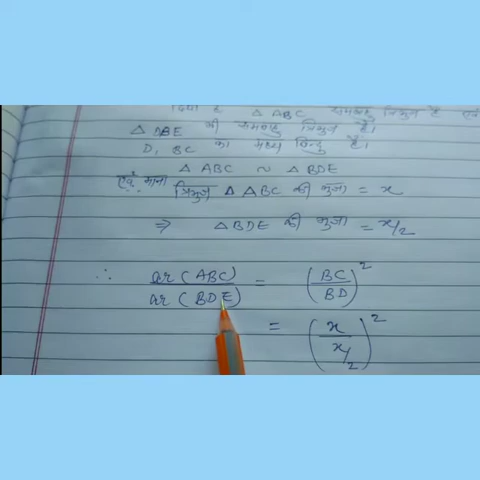 दिया है △ ABC समबाहु त्रिभुज है एवं
△ DBE भी समबाहु त्रिभुज है।
D, BC का मध्य बिन्दु है।
△ ABC ~ △ BDE
एवं माना
त्रिभुज △ ABC की भुजा = x
⇒ △BDE की भुजा = x/2
∴ ar (ABC) / ar (BDE) = (BC/BD)²
= (x / x/2)²